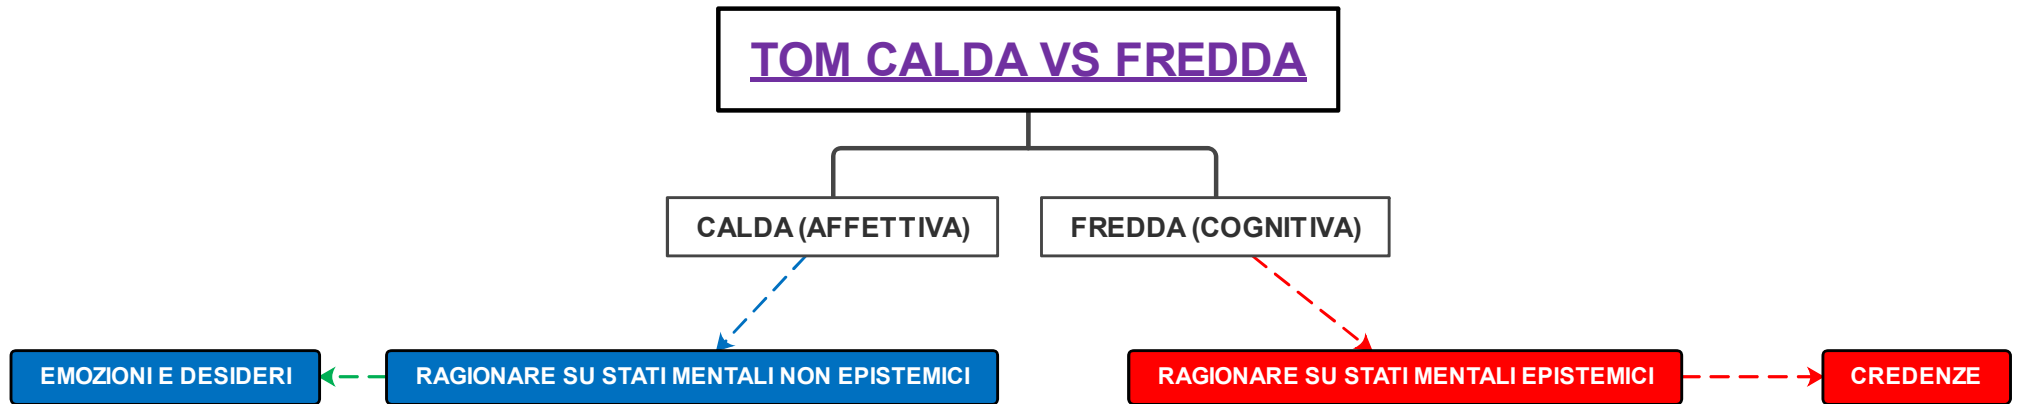 TOM CALDA VS FREDDA
CALDA (AFFETTIVA)
FREDDA (COGNITIVA)
EMOZIONI E DESIDERI
RAGIONARE SU STATI MENTALI NON EPISTEMICI
RAGIONARE SU STATI MENTALI EPISTEMICI
CREDENZE